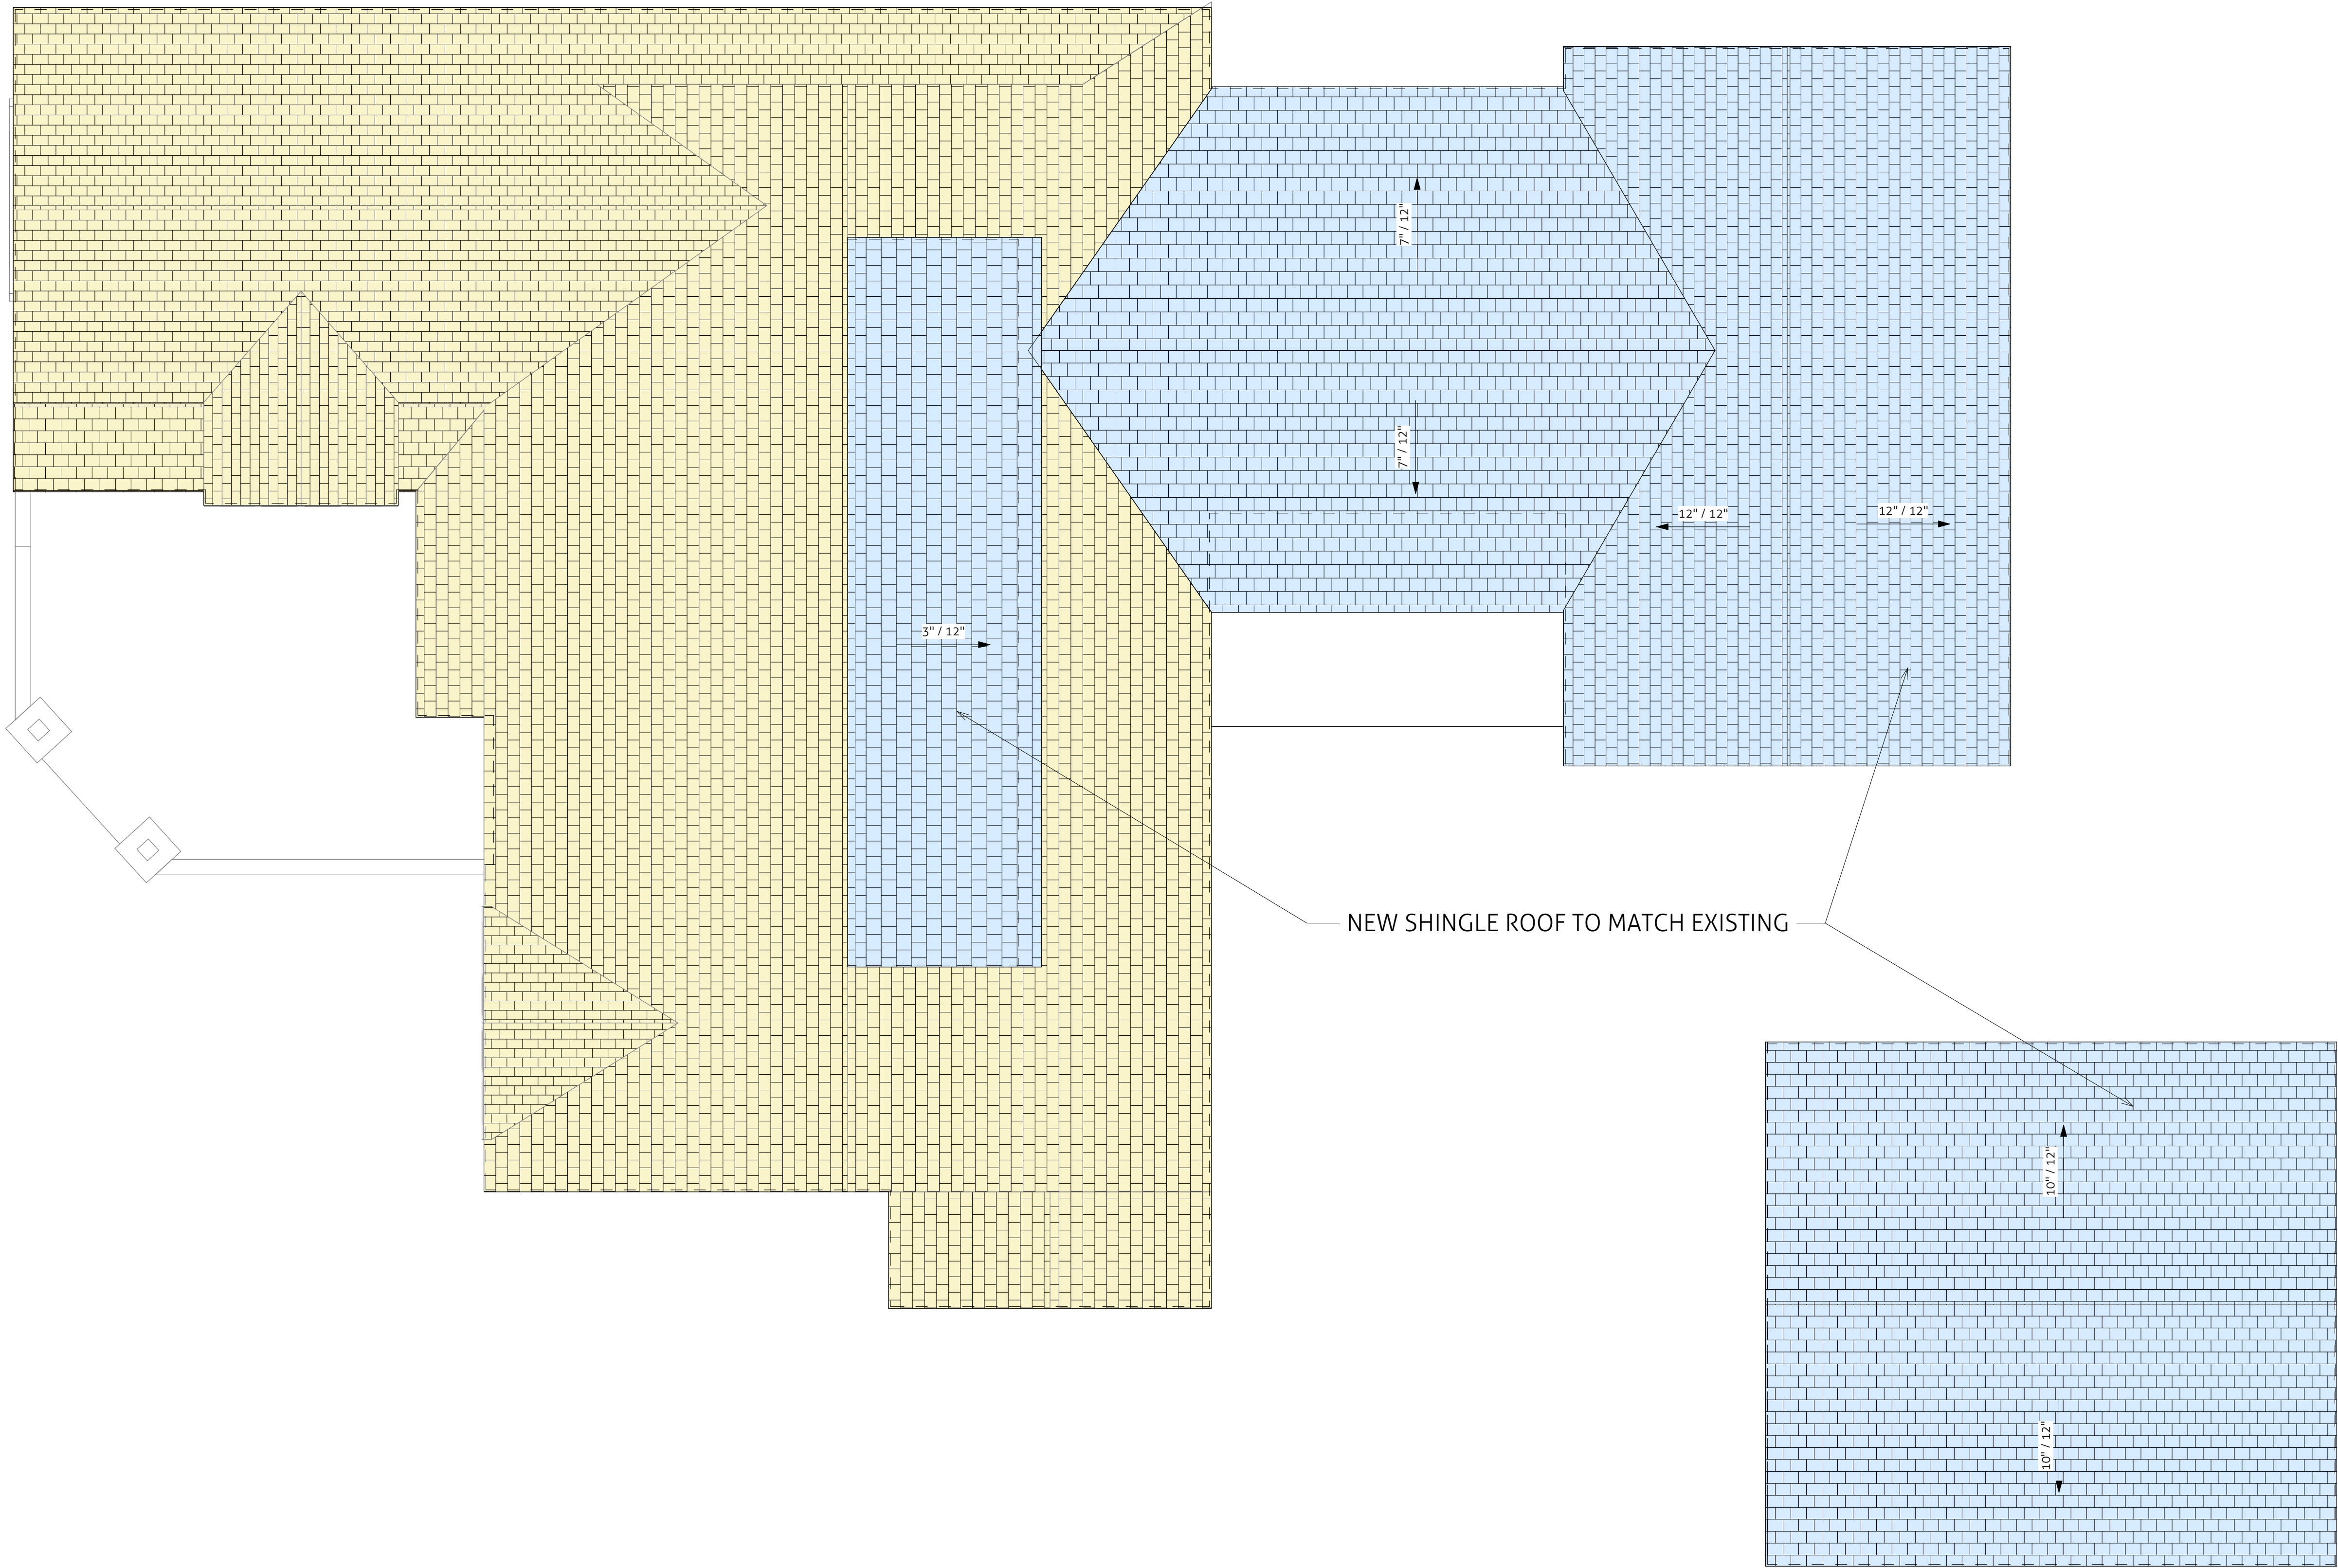 7" / 12"
7" / 12"
12" / 12"
12" / 12"
3" / 12"
NEW SHINGLE ROOF TO MATCH EXISTING
10" / 12"
10" / 12"